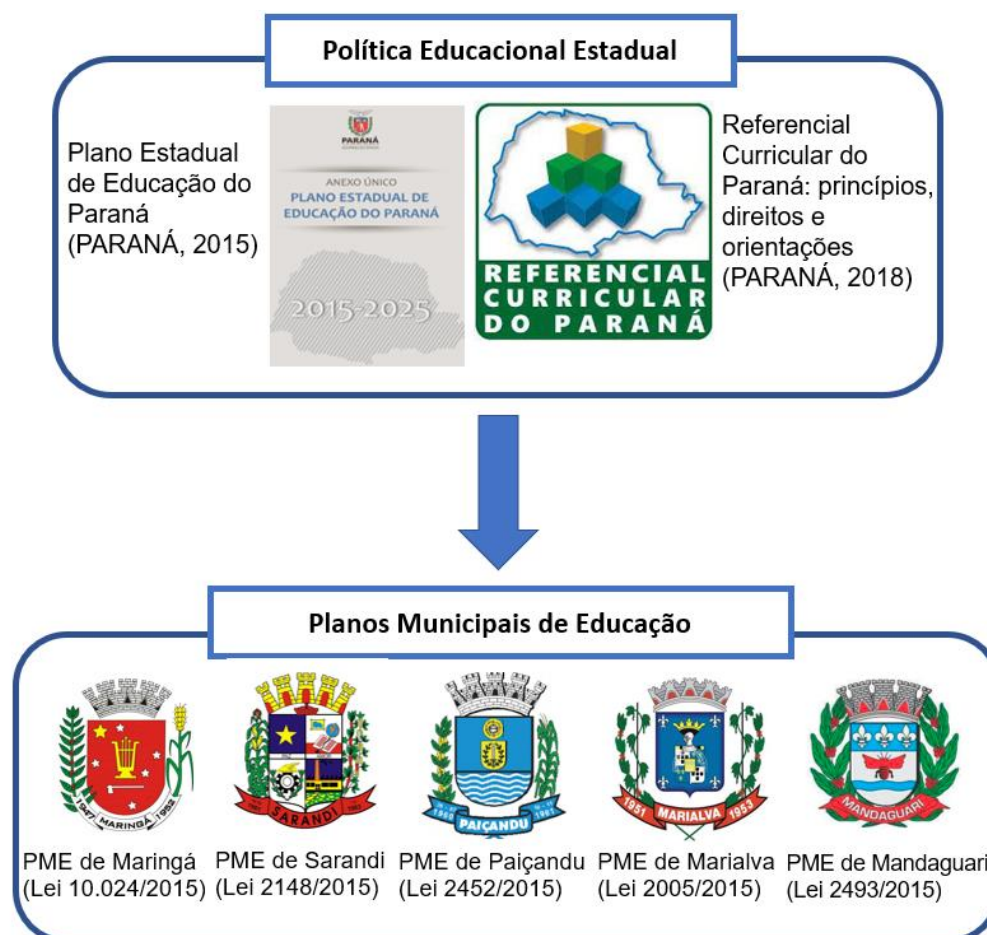 Política Educacional Estadual
Plano Estadual
de Educação do
Paraná
(PARANÁ, 2015)
PARANÁ
ANEXO ÚNICO
PLANO ESTADUAL DE
EDUCAÇÃO DO PARANÁ
2015-2025
REFERENCIAL
CURRICULAR
DO PARANÁ
Referencial
Curricular do
Paraná: princípios,
direitos e
orientações
(PARANÁ, 2018)
Planos Municipais de Educação
1947 MARINGÁ 1952
SARANDI
PAIÇANDU
1951 MARIALVA 1953
MANDAGUARI
PME de Maringá
(Lei 10.024/2015)
PME de Sarandi
(Lei 2148/2015)
PME de Paiçandu
(Lei 2452/2015)
PME de Marialva
(Lei 2005/2015)
PME de Mandaguari
(Lei 2493/2015)